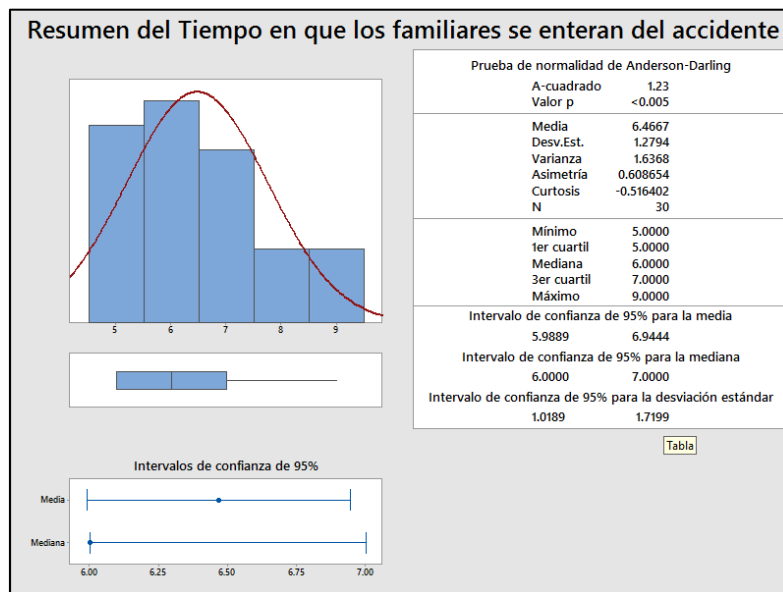 Resumen del Tiempo en que los familiares se enteran del accidente
5 6 7 8 9
Intervalos de confianza de 95%
Media
Mediana
6.00 6.25 6.50 6.75 7.00
Prueba de normalidad de Anderson-Darling
A-cuadrado 1.23
Valor p <0.005
Media 6.4667
Desv.Est. 1.2794
Varianza 1.6368
Asimetría 0.608654
Curtosis -0.516402
N 30
Mínimo 5.0000
1er cuartil 5.0000
Mediana 6.0000
3er cuartil 7.0000
Máximo 9.0000
Intervalo de confianza de 95% para la media
5.9889 6.9444
Intervalo de confianza de 95% para la mediana
6.0000 7.0000
Intervalo de confianza de 95% para la desviación estándar
1.0189 1.7199
Tabla